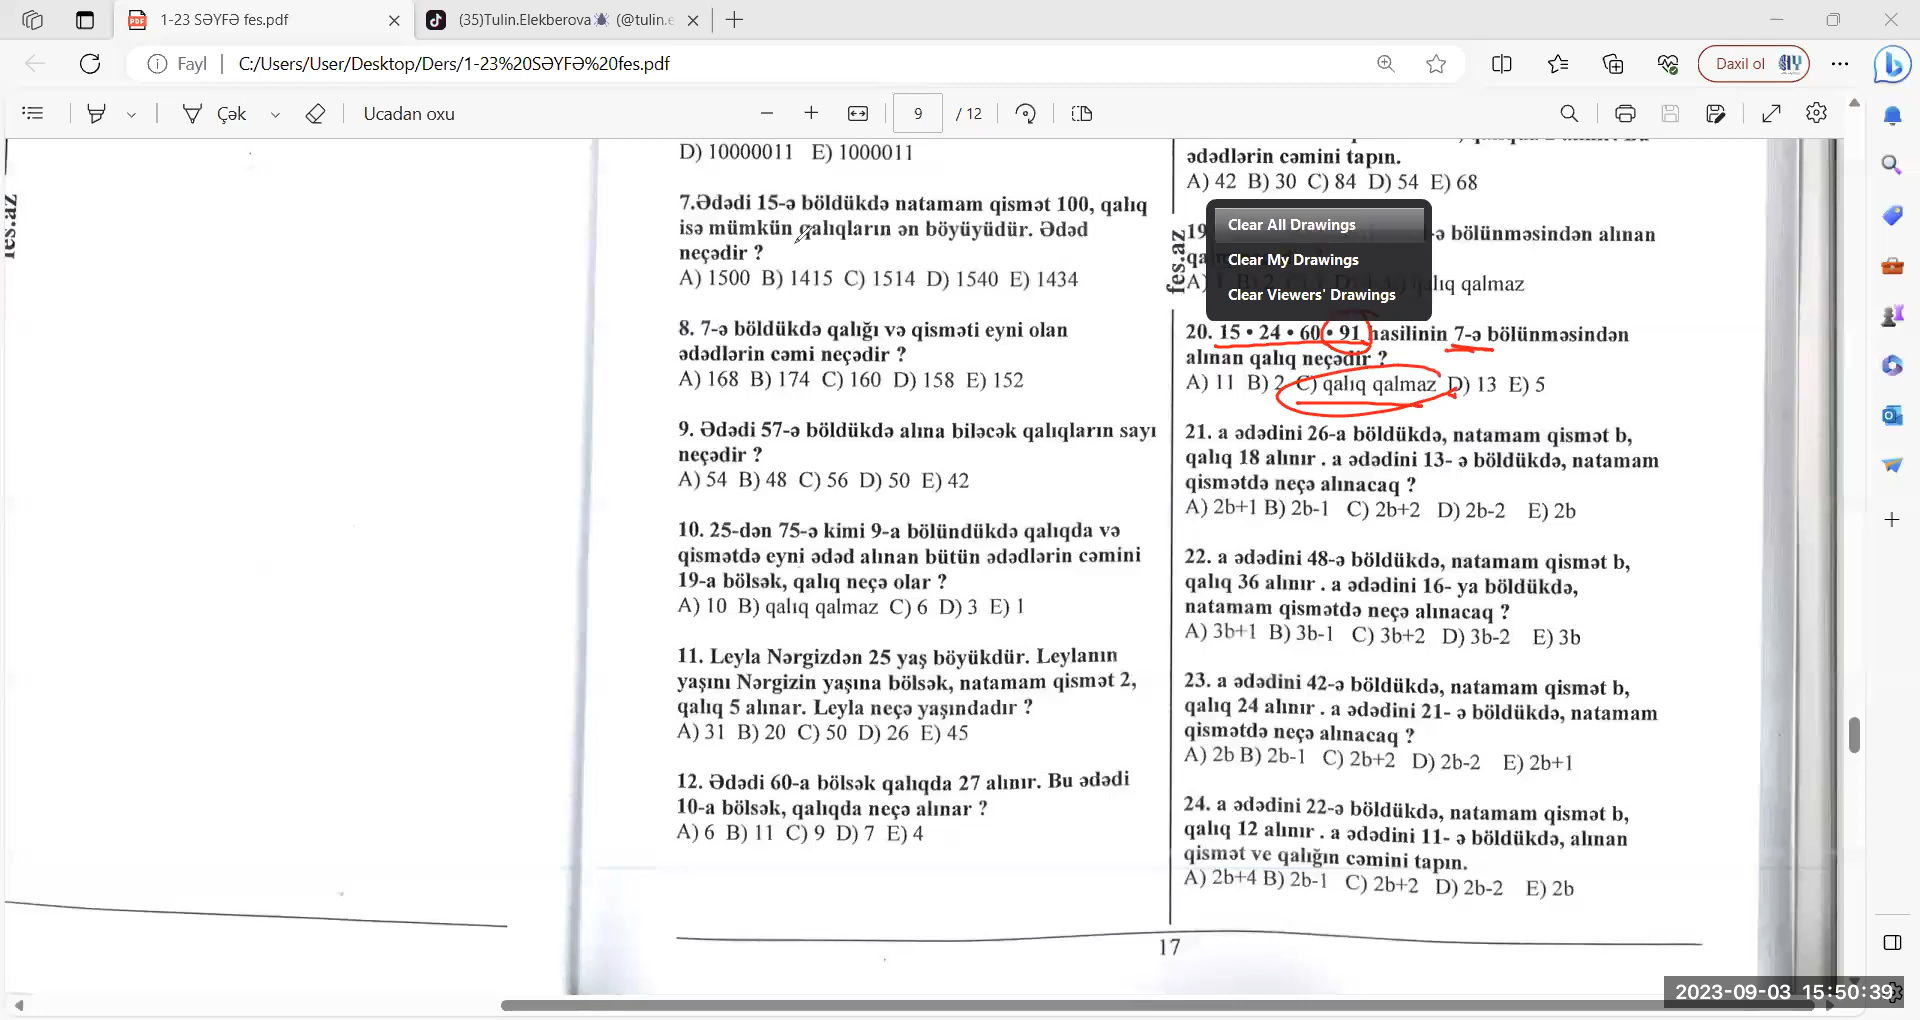 1-23 SƏYFƏ fes.pdf
(35)Tulin.Elekberova🕷 (@tulin.e
Fayl
C:/Users/User/Desktop/Ders/1-23%20SƏYFƏ%20fes.pdf
Daxil ol
Çək
Ucadan oxu
9 / 12
fes.az
D) 10000011 E) 1000011
7.Ədədi 15-ə böldükdə natamam qismət 100, qalıq
isə mümkün qalıqların ən böyüyüdür. Ədəd
neçədir ?
A) 1500 B) 1415 C) 1514 D) 1540 E) 1434
8. 7-ə böldükdə qalığı və qisməti eyni olan
ədədlərin cəmi neçədir ?
A) 168 B) 174 C) 160 D) 158 E) 152
9. Ədədi 57-ə böldükdə alına biləcək qalıqların sayı
neçədir ?
A) 54 B) 48 C) 56 D) 50 E) 42
10. 25-dən 75-ə kimi 9-a bölündükdə qalıqda və
qismətdə eyni ədəd alınan bütün ədədlərin cəmini
19-a bölsək, qalıq neçə olar ?
A) 10 B) qalıq qalmaz C) 6 D) 3 E) 1
11. Leyla Nərgizdən 25 yaş böyükdür. Leylanın
yaşını Nərgizin yaşına bölsək, natamam qismət 2,
qalıq 5 alınar. Leyla neçə yaşındadır ?
A) 31 B) 20 C) 50 D) 26 E) 45
12. Ədədi 60-a bölsək qalıqda 27 alınır. Bu ədədi
10-a bölsək, qalıqda neçə alınar ?
A) 6 B) 11 C) 9 D) 7 E) 4
fes.az
ədədlərin cəmini tapın.
A) 42 B) 30 C) 84 D) 54 E) 68
Clear All Drawings
Clear My Drawings
Clear Viewers' Drawings
19 -ə bölünməsindən alınan
qa
A) qalıq qalmaz
20. 15 • 24 • 60 • 91 hasilinin 7-ə bölünməsindən
alınan qalıq neçədir ?
A) 11 B) 2 C) qalıq qalmaz D) 13 E) 5
21. a ədədini 26-a böldükdə, natamam qismət b,
qalıq 18 alınır . a ədədini 13- ə böldükdə, natamam
qismətdə neçə alınacaq ?
A) 2b+1 B) 2b-1 C) 2b+2 D) 2b-2 E) 2b
22. a ədədini 48-ə böldükdə, natamam qismət b,
qalıq 36 alınır . a ədədini 16- ya böldükdə,
natamam qismətdə neçə alınacaq ?
A) 3b+1 B) 3b-1 C) 3b+2 D) 3b-2 E) 3b
23. a ədədini 42-ə böldükdə, natamam qismət b,
qalıq 24 alınır . a ədədini 21- ə böldükdə, natamam
qismətdə neçə alınacaq ?
A) 2b B) 2b-1 C) 2b+2 D) 2b-2 E) 2b+1
24. a ədədini 22-ə böldükdə, natamam qismət b,
qalıq 12 alınır . a ədədini 11- ə böldükdə, alınan
qismət ve qalığın cəmini tapın.
A) 2b+4 B) 2b-1 C) 2b+2 D) 2b-2 E) 2b
17
2023-09-03 15:50:39